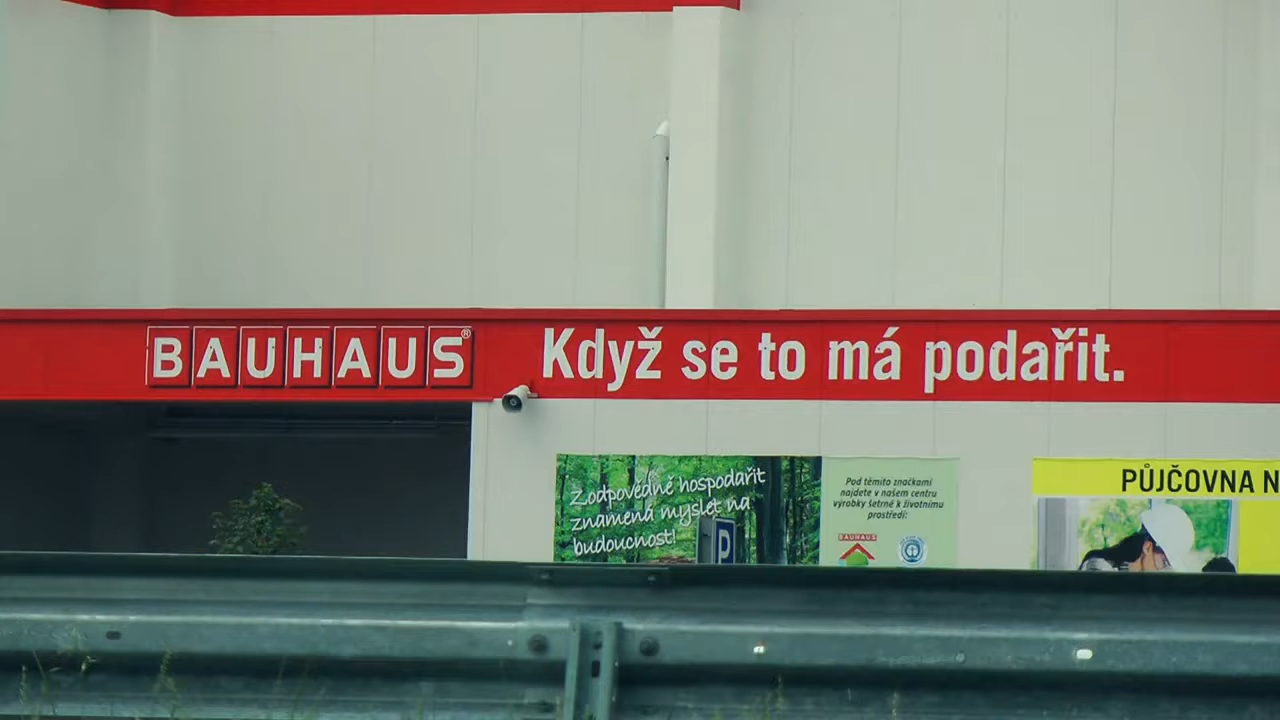 BAUHAUS®
Když se to má podařit.
Zodpovědně hospodařit
znamená myslet na
budoucnost!
P
Pod těmito značkami
najdete v našem centru
výrobky šetrné k životnímu
prostředí:
BAUHAUS
PŮJČOVNA N